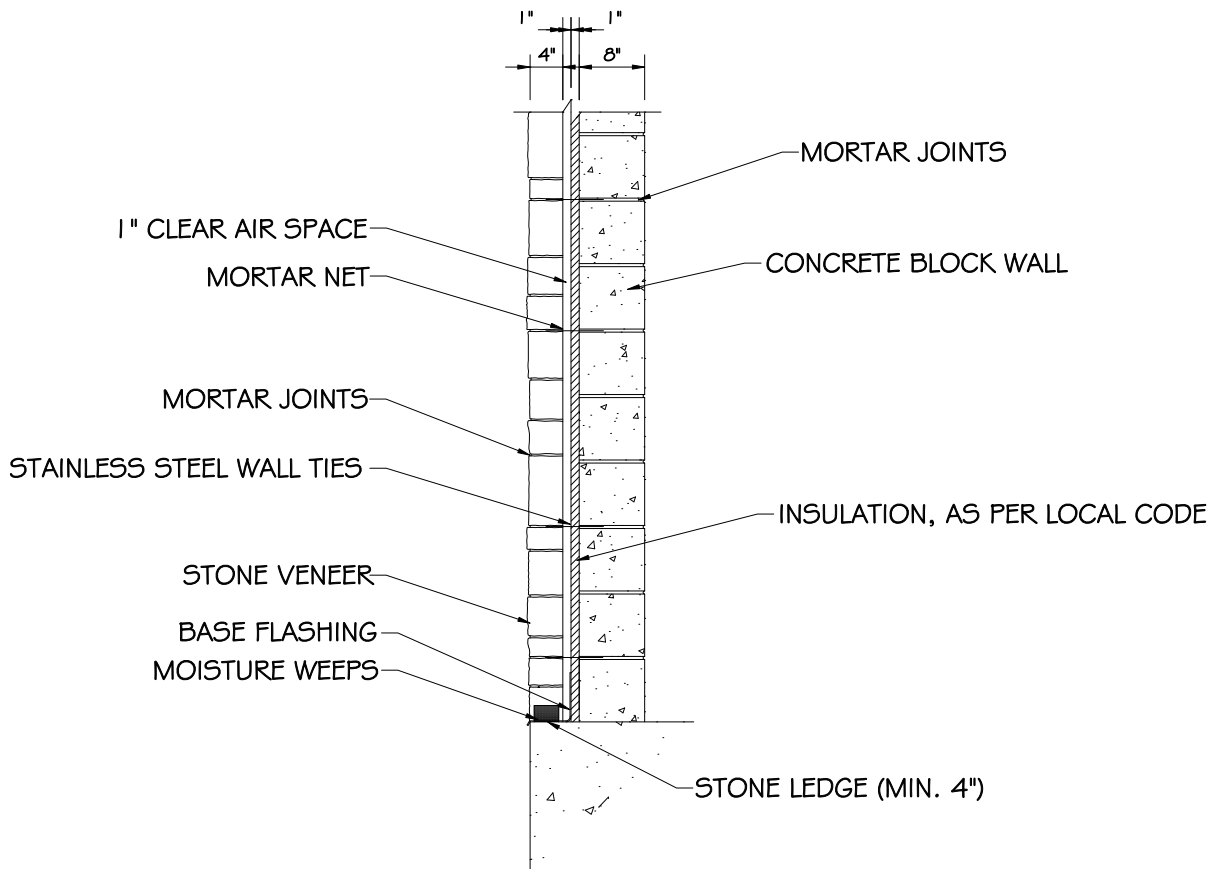 1" 1"
4" 8"
MORTAR JOINTS
1" CLEAR AIR SPACE
CONCRETE BLOCK WALL
MORTAR NET
MORTAR JOINTS
STAINLESS STEEL WALL TIES
INSULATION, AS PER LOCAL CODE
STONE VENEER
BASE FLASHING
MOISTURE WEEPS
STONE LEDGE (MIN. 4")